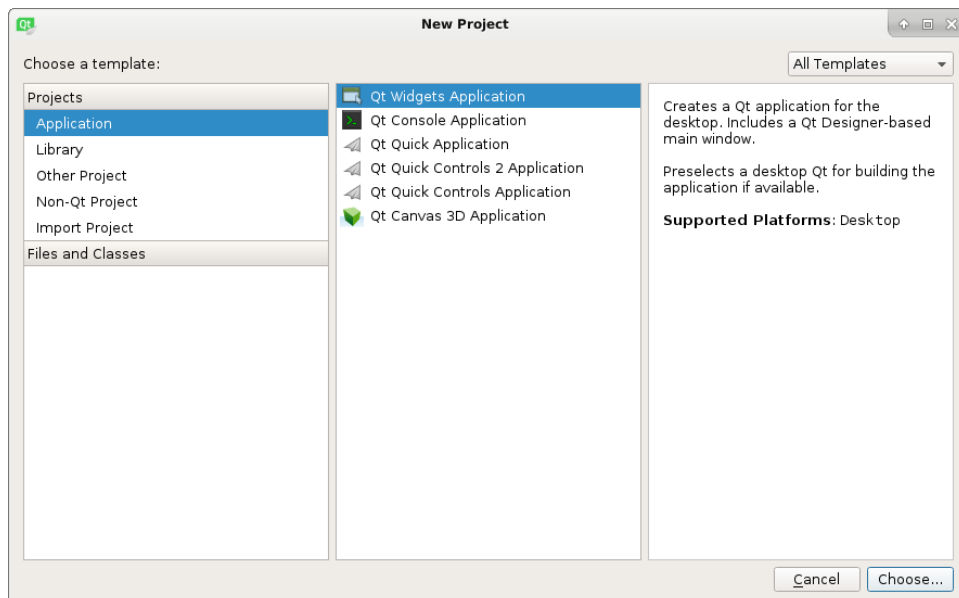 New Project
Choose a template:
All Templates
Projects
Application
Library
Other Project
Non-Qt Project
Import Project
Files and Classes
Qt Widgets Application
Qt Console Application
Qt Quick Application
Qt Quick Controls 2 Application
Qt Quick Controls Application
Qt Canvas 3D Application
Creates a Qt application for the
desktop. Includes a Qt Designer-based
main window.
Preselects a desktop Qt for building the
application if available.
Supported Platforms: Desktop
Cancel
Choose...